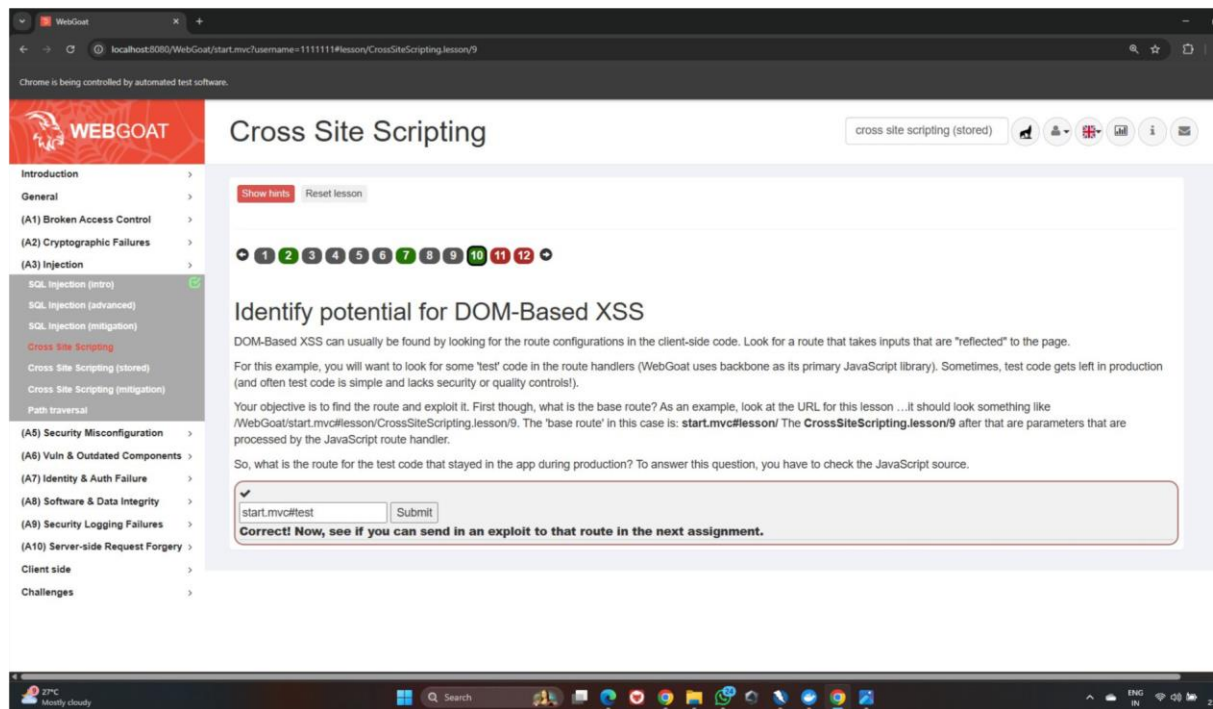 WebGoat
localhost:8080/WebGoat/start.mvc?username=1111111#lesson/CrossSiteScripting.lesson/9
Chrome is being controlled by automated test software.
WEBGOAT
Cross Site Scripting
cross site scripting (stored)
Introduction
General
(A1) Broken Access Control
(A2) Cryptographic Failures
(A3) Injection
SQL Injection (intro)
SQL Injection (advanced)
SQL Injection (mitigation)
Cross Site Scripting
Cross Site Scripting (stored)
Cross Site Scripting (mitigation)
Path traversal
(A5) Security Misconfiguration
(A6) Vuln & Outdated Components
(A7) Identity & Auth Failure
(A8) Software & Data Integrity
(A9) Security Logging Failures
(A10) Server-side Request Forgery
Client side
Challenges
Show hints Reset lesson
1 2 3 4 5 6 7 8 9 10 11 12
Identify potential for DOM-Based XSS
DOM-Based XSS can usually be found by looking for the route configurations in the client-side code. Look for a route that takes inputs that are "reflected" to the page.
For this example, you will want to look for some 'test' code in the route handlers (WebGoat uses backbone as its primary JavaScript library). Sometimes, test code gets left in production
(and often test code is simple and lacks security or quality controls!).
Your objective is to find the route and exploit it. First though, what is the base route? As an example, look at the URL for this lesson …it should look something like
/WebGoat/start.mvc#lesson/CrossSiteScripting.lesson/9. The 'base route' in this case is: start.mvc#lesson/ The CrossSiteScripting.lesson/9 after that are parameters that are
processed by the JavaScript route handler.
So, what is the route for the test code that stayed in the app during production? To answer this question, you have to check the JavaScript source.
start.mvc#test Submit
Correct! Now, see if you can send in an exploit to that route in the next assignment.
27°C
Mostly cloudy
Search
ENG
IN